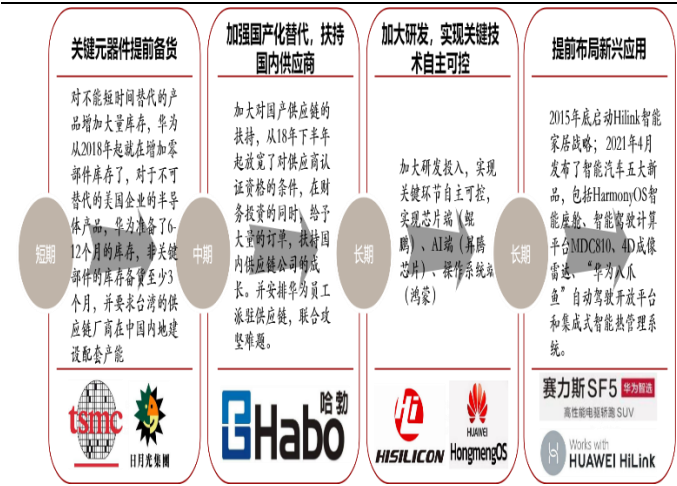 关键元器件提前备货
短期
对不能短时间替代的产
品增加大量库存，华为
从2018年起就在增加零
部件库存了，对于不可
替代的美国企业的半导
体产品，华为准备了6-
12个月的库存，非关键
部件的库存备货至少3
个月，并要求台湾的供
应链厂商在中国内地建
设配套产能
tsmc
日月光集團
加强国产化替代，扶持
国内供应商
中期
加大对国产供应链的
扶持，从18年下半年
起放宽了对供应商认
证资格的条件，在财
务投资的同时，给予
大量的订单，扶持国
内供应链公司的成
长。并安排华为员工
派驻供应链，联合攻
坚难题。
哈勃
Habo
加大研发，实现关键技
术自主可控
长期
加大研发投入，实现
关键环节自主可控，
实现芯片端（鲲
鹏）、AI端（昇腾
芯片）、操作系统端
（鸿蒙）
Hi
HISILICON
HUAWEI
HongmengOS
提前布局新兴应用
长期
2015年底启动Hilink智能
家居战略；2021年4月
发布了智能汽车五大新
品，包括HarmonyOS智
能座舱、智能驾驶计算
平台MDC810、4D成像
雷达、“华为八爪
鱼”自动驾驶开放平台
和集成式智能热管理系
统。
赛力斯SF5 华为智选
高性能电驱轿跑SUV
Works with
HUAWEI HiLink